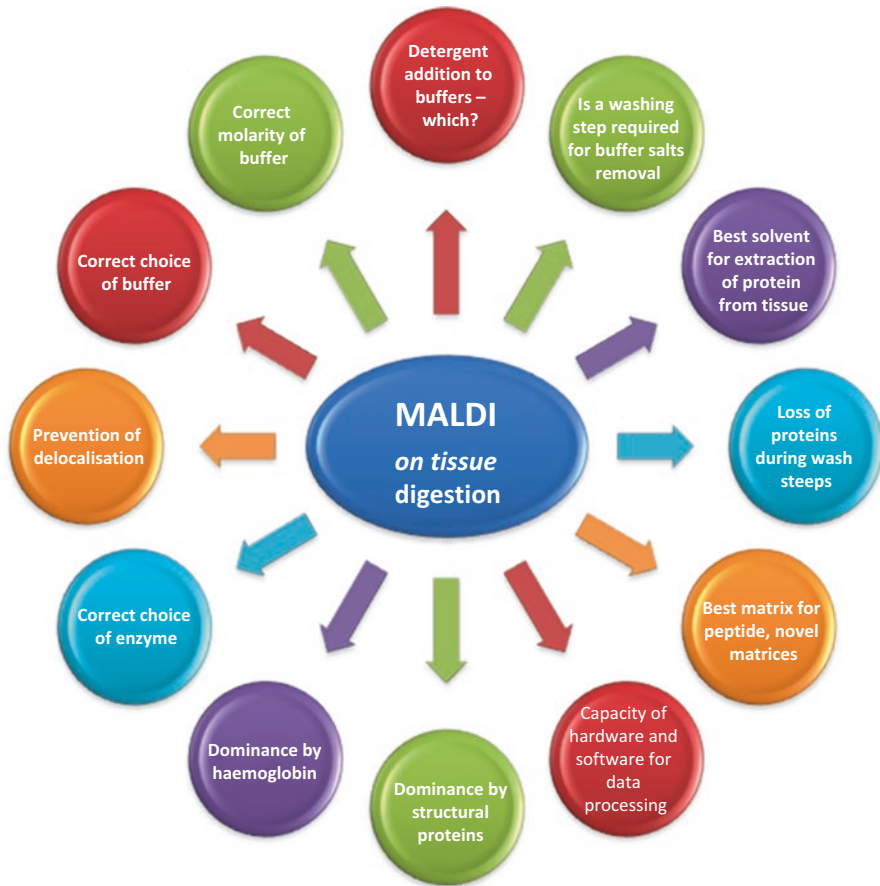 MALDI
on tissue
digestion
Detergent
addition to
buffers –
which?
Is a washing
step required
for buffer salts
removal
Best solvent
for extraction
of protein
from tissue
Loss of
proteins
during wash
steeps
Best matrix for
peptide, novel
matrices
Capacity of
hardware and
software for
data
processing
Dominance by
structural
proteins
Dominance by
haemoglobin
Correct choice
of enzyme
Prevention of
delocalisation
Correct choice
of buffer
Correct
molarity of
buffer